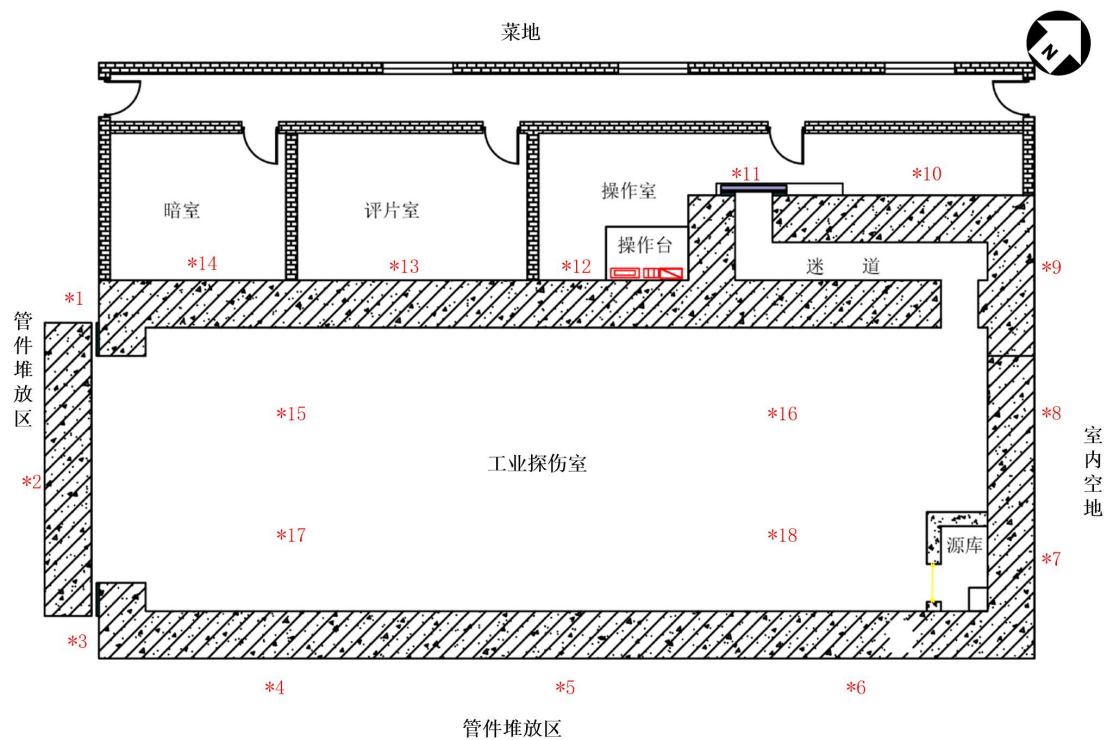 菜地
N
*11
*10
操作室
暗室
评片室
操作台
*14
*13
*12
迷道
*9
*1
管件堆放区
*15
*16
*8
室内空地
工业探伤室
*2
*17
*18
源库
*7
*3
*4
*5
*6
管件堆放区